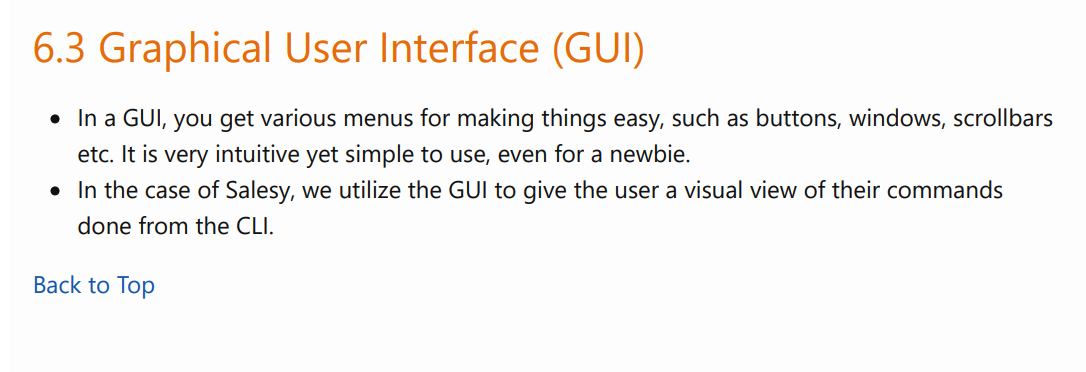 6.3 Graphical User Interface (GUI)
• In a GUI, you get various menus for making things easy, such as buttons, windows, scrollbars
etc. It is very intuitive yet simple to use, even for a newbie.
• In the case of Salesy, we utilize the GUI to give the user a visual view of their commands
done from the CLI.
Back to Top